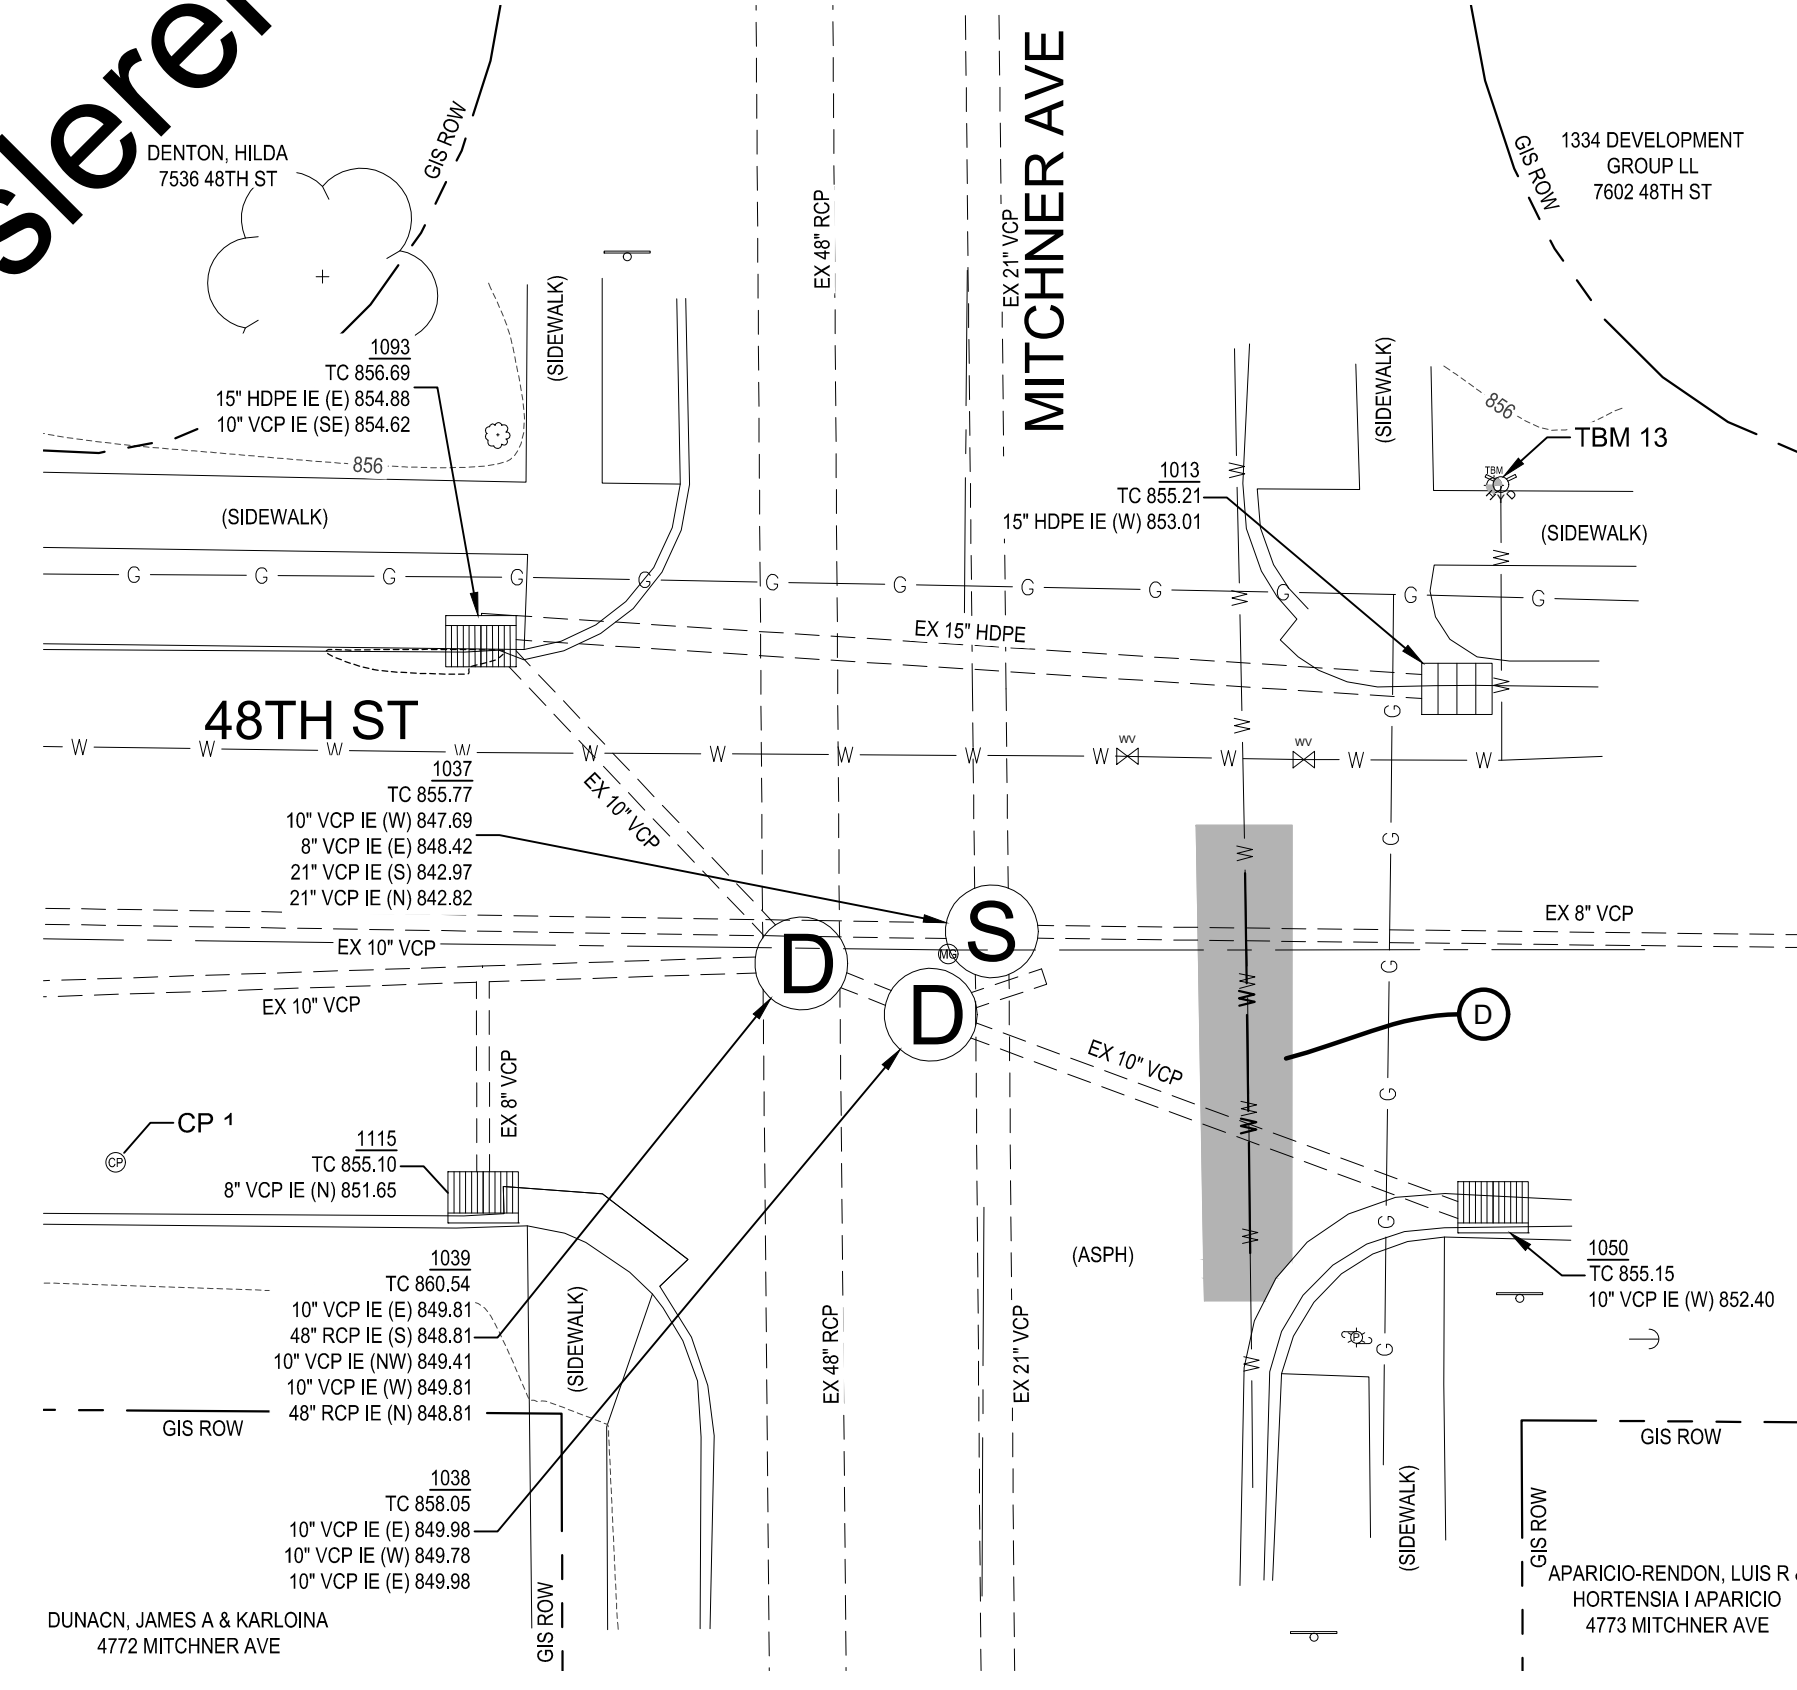 slerer
MITCHNER AVE
DENTON, HILDA
7536 48TH ST
GIS ROW
GIS ROW
1334 DEVELOPMENT
GROUP LL
7602 48TH ST
EX 48" RCP
EX 21" VCP
(SIDEWALK)
(SIDEWALK)
1093
TC 856.69
15" HDPE IE (E) 854.88
10" VCP IE (SE) 854.62
856
856
TBM 13
TBM
1013
TC 855.21
15" HDPE IE (W) 853.01
(SIDEWALK)
(SIDEWALK)
G G G G G G G G G G G G
EX 15" HDPE
48TH ST
W W W W W W W W W WV W WV W W
1037
TC 855.77
10" VCP IE (W) 847.69
8" VCP IE (E) 848.42
21" VCP IE (S) 842.97
21" VCP IE (N) 842.82
EX 10" VCP
S
D
D
MG
EX 8" VCP
EX 10" VCP
EX 10" VCP
D
EX 10" VCP
EX 8" VCP
CP 1
CP
1115
TC 855.10
8" VCP IE (N) 851.65
(ASPH)
1050
TC 855.15
10" VCP IE (W) 852.40
1039
TC 860.54
10" VCP IE (E) 849.81
48" RCP IE (S) 848.81
10" VCP IE (NW) 849.41
10" VCP IE (W) 849.81
48" RCP IE (N) 848.81
(SIDEWALK)
EX 48" RCP
EX 21" VCP
P
GIS ROW
GIS ROW
1038
TC 858.05
10" VCP IE (E) 849.98
10" VCP IE (W) 849.78
10" VCP IE (E) 849.98
(SIDEWALK)
GIS ROW
GIS ROW
DUNACN, JAMES A & KARLOINA
4772 MITCHNER AVE
APARICIO-RENDON, LUIS R &
HORTENSIA I APARICIO
4773 MITCHNER AVE